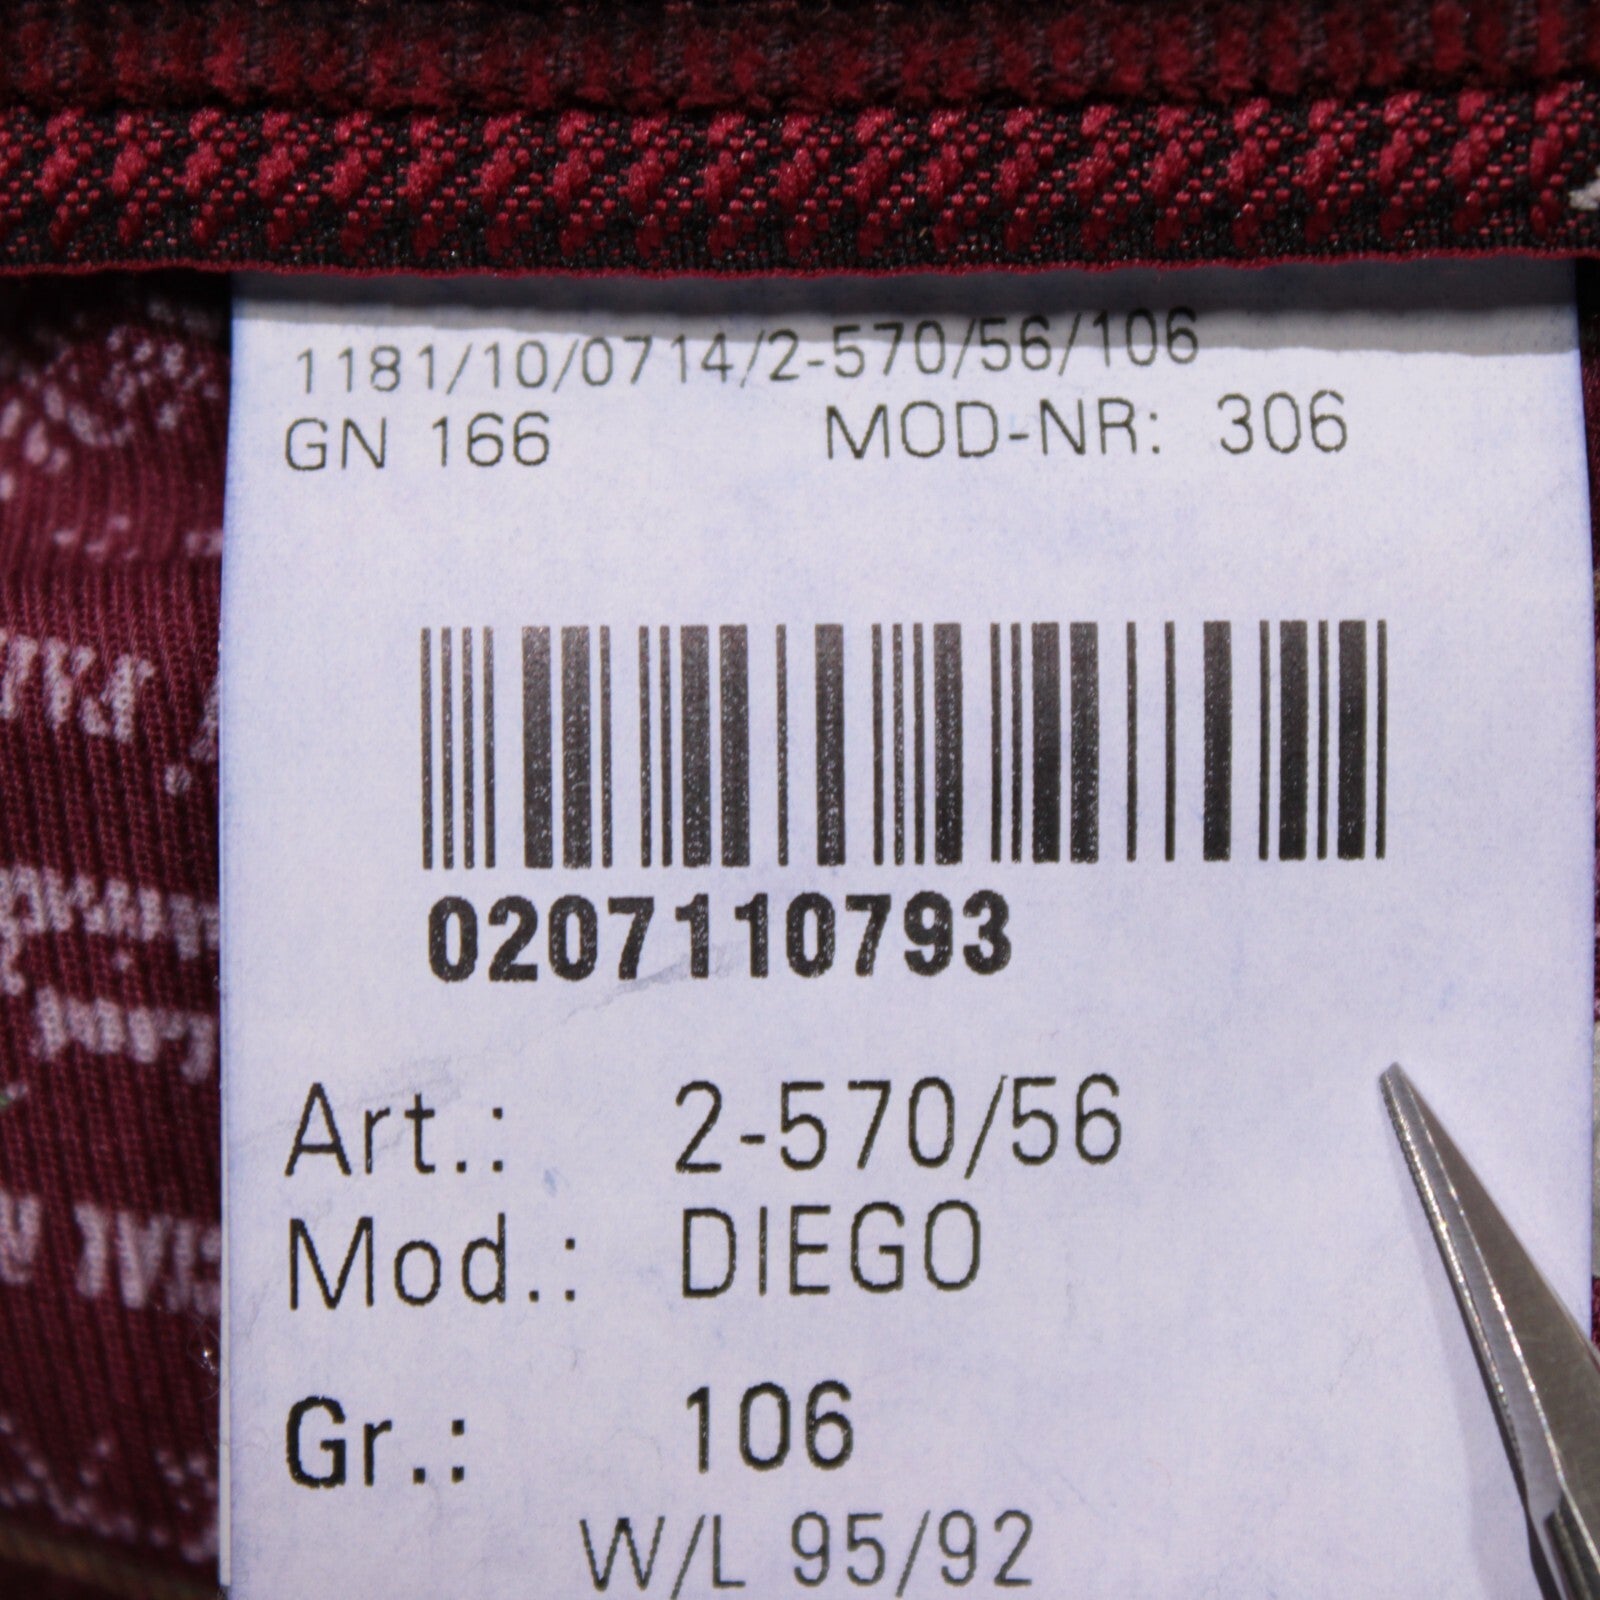 1181/10/0714/2-570/56/106
GN 166 MOD-NR: 306
0207110793
Art.: 2-570/56
Mod.: DIEGO
Gr.: 106
W/L 95/92